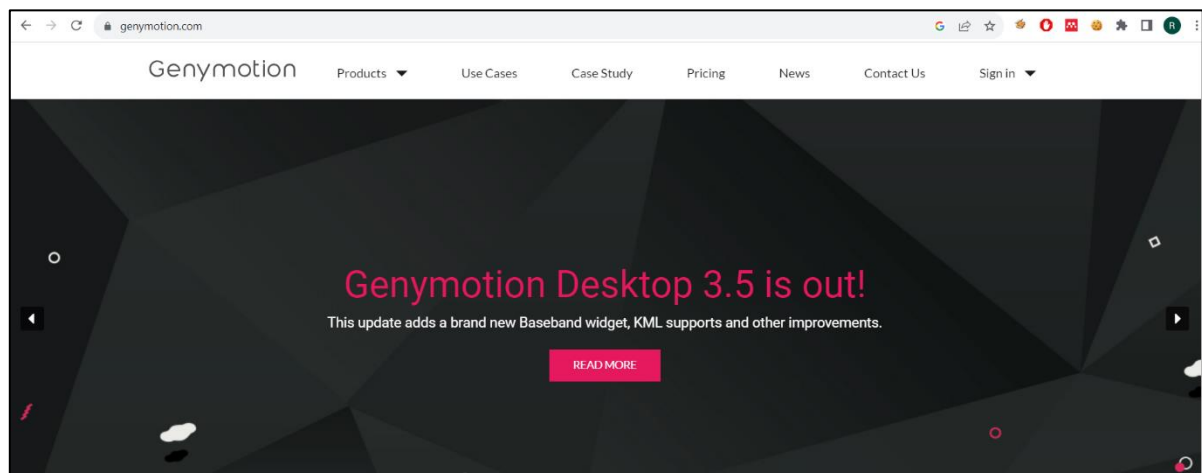 genymotion.com
Genymotion Products Use Cases Case Study Pricing News Contact Us Sign in
Genymotion Desktop 3.5 is out!
This update adds a brand new Baseband widget, KML supports and other improvements.
READ MORE